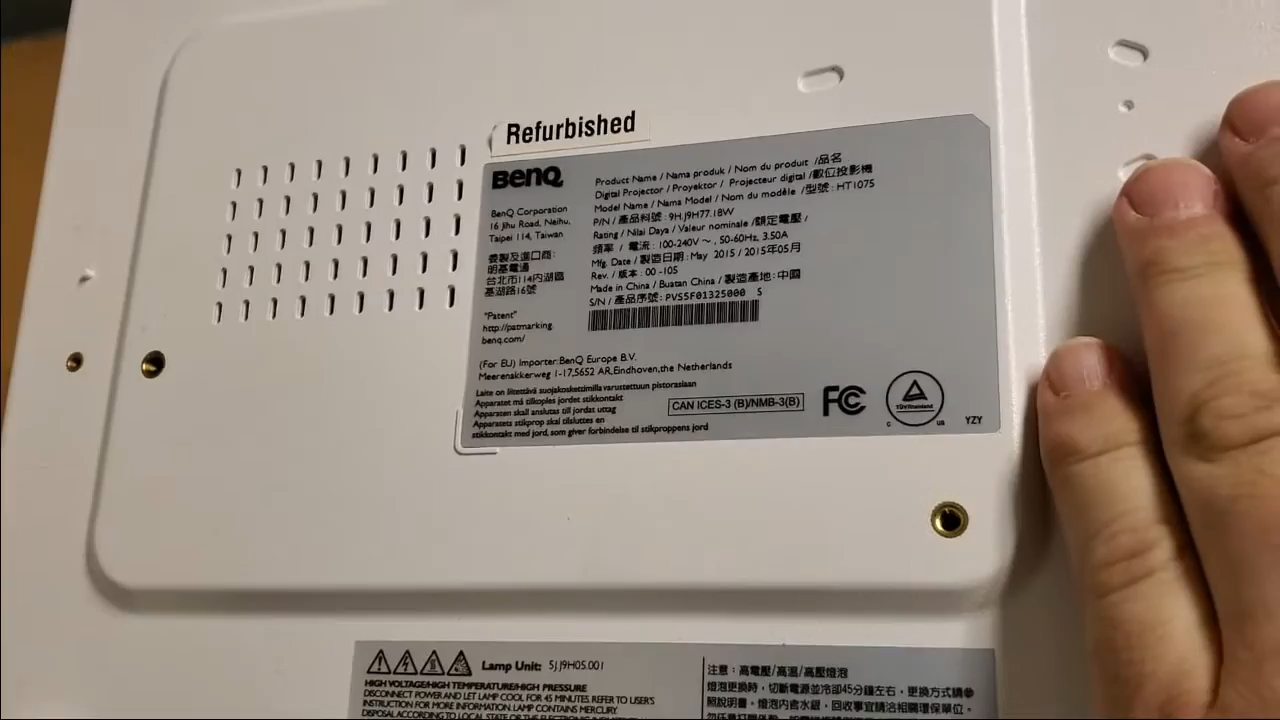 Refurbished
BenQ
BenQ Corporation
16 Jihu Road, Neihu,
Taipei 114, Taiwan
委製及進口商:
明基電通
台北市114內湖區
基湖路16號
"Patent"
http://patmarking.
benq.com/
Product Name / Nama produk / Nom du produit /品名
Digital Projector / Proyektor / Projecteur digital /數位投影機
Model Name / Nama Model / Nom du modèle /型號: HT1075
P/N / 產品料號: 9H.J9H77.18W
Rating / Nilai Daya / Valeur nominale /額定電壓 /
頻率 / 電流: 100-240V ~, 50-60Hz, 3.50A
Mfg. Date / 製造日期: May 2015 / 2015年05月
Rev. / 版本: 00 -105
Made in China / Buatan China / 製造產地: 中國
S/N / 產品序號: PVS5F01325000 S
(For EU) Importer:BenQ Europe B.V.
Meerenakkerweg 1-17,5652 AR,Eindhoven,the Netherlands
Laite on liitettävä suojakoskettimilla varustettuun pistorasiaan
Apparatet må tilkoples jordet stikkontakt
Apparaten skall anslutas till jordat uttag
Apparatets stikprop skal tilsluttes en
stikkontakt med jord, som giver forbindelse til stikproppens jord
CAN ICES-3 (B)/NMB-3(B)
FC
TÜVRheinland
C US
YZY
Lamp Unit: 5J.J9H05.001
HIGH VOLTAGE/HIGH TEMPERATURE/HIGH PRESSURE
DISCONNECT POWER AND LET LAMP COOL FOR 45 MINUTES. REFER TO USER'S
INSTRUCTION FOR MORE INFORMATION LAMP CONTAINS MERCURY.
DISPOSAL ACCORDING TO LOCAL STATE OR
注意: 高電壓/高溫/高壓燈泡
燈泡更換時, 切斷電源並冷卻45分鐘左右, 更換方式請參
照說明書, 燈泡內含水銀, 回收事宜請洽相關環保單位。